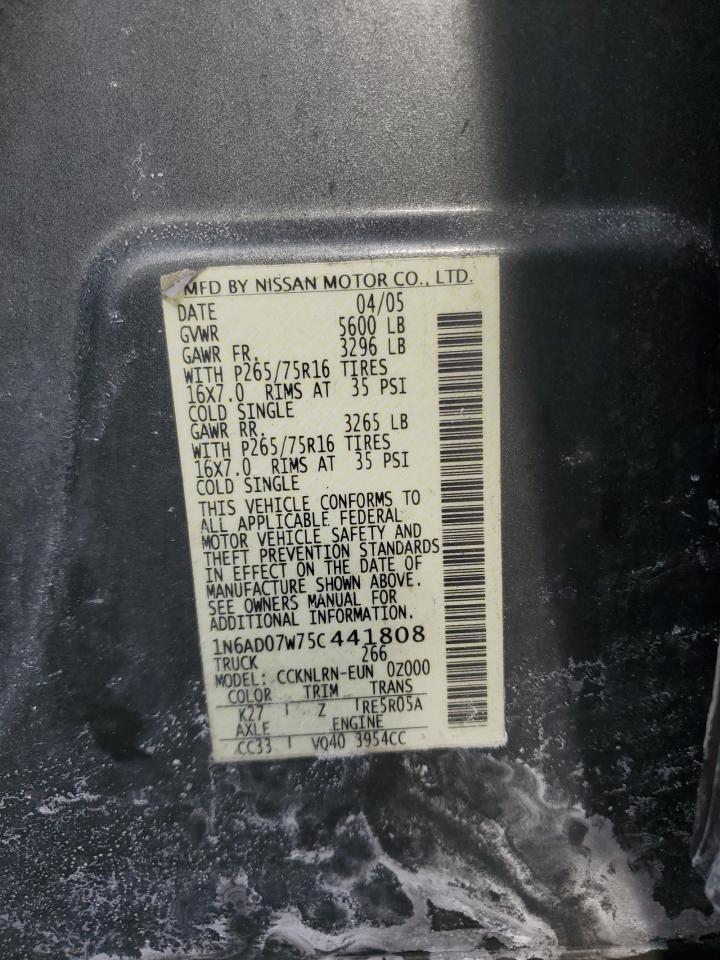 MFD BY NISSAN MOTOR CO., LTD.
DATE 04/05
GVWR 5600 LB
GAWR FR. 3296 LB
WITH P265/75R16 TIRES
16X7.0 RIMS AT 35 PSI
COLD SINGLE
GAWR RR. 3265 LB
WITH P265/75R16 TIRES
16X7.0 RIMS AT 35 PSI
COLD SINGLE
THIS VEHICLE CONFORMS TO
ALL APPLICABLE FEDERAL
MOTOR VEHICLE SAFETY AND
THEFT PREVENTION STANDARDS
IN EFFECT ON THE DATE OF
MANUFACTURE SHOWN ABOVE.
SEE OWNERS MANUAL FOR
ADDITIONAL INFORMATION.
1N6AD07W75C441808
TRUCK 266
MODEL: CCKNLRN-EUN 0Z000
COLOR TRIM TRANS
K27 Z RE5R05A
AXLE ENGINE
CC33 VQ40 3954CC